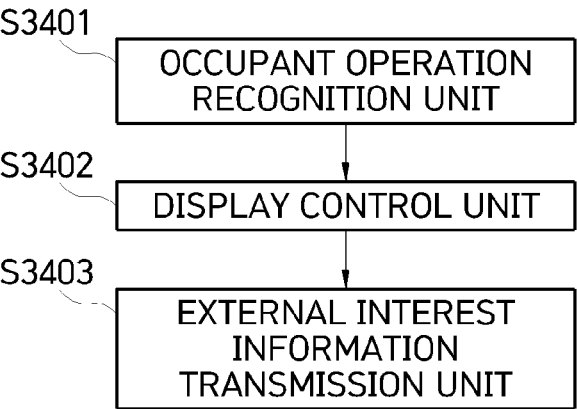 S3401
OCCUPANT OPERATION
RECOGNITION UNIT
S3402
DISPLAY CONTROL UNIT
S3403
EXTERNAL INTEREST
INFORMATION
TRANSMISSION UNIT